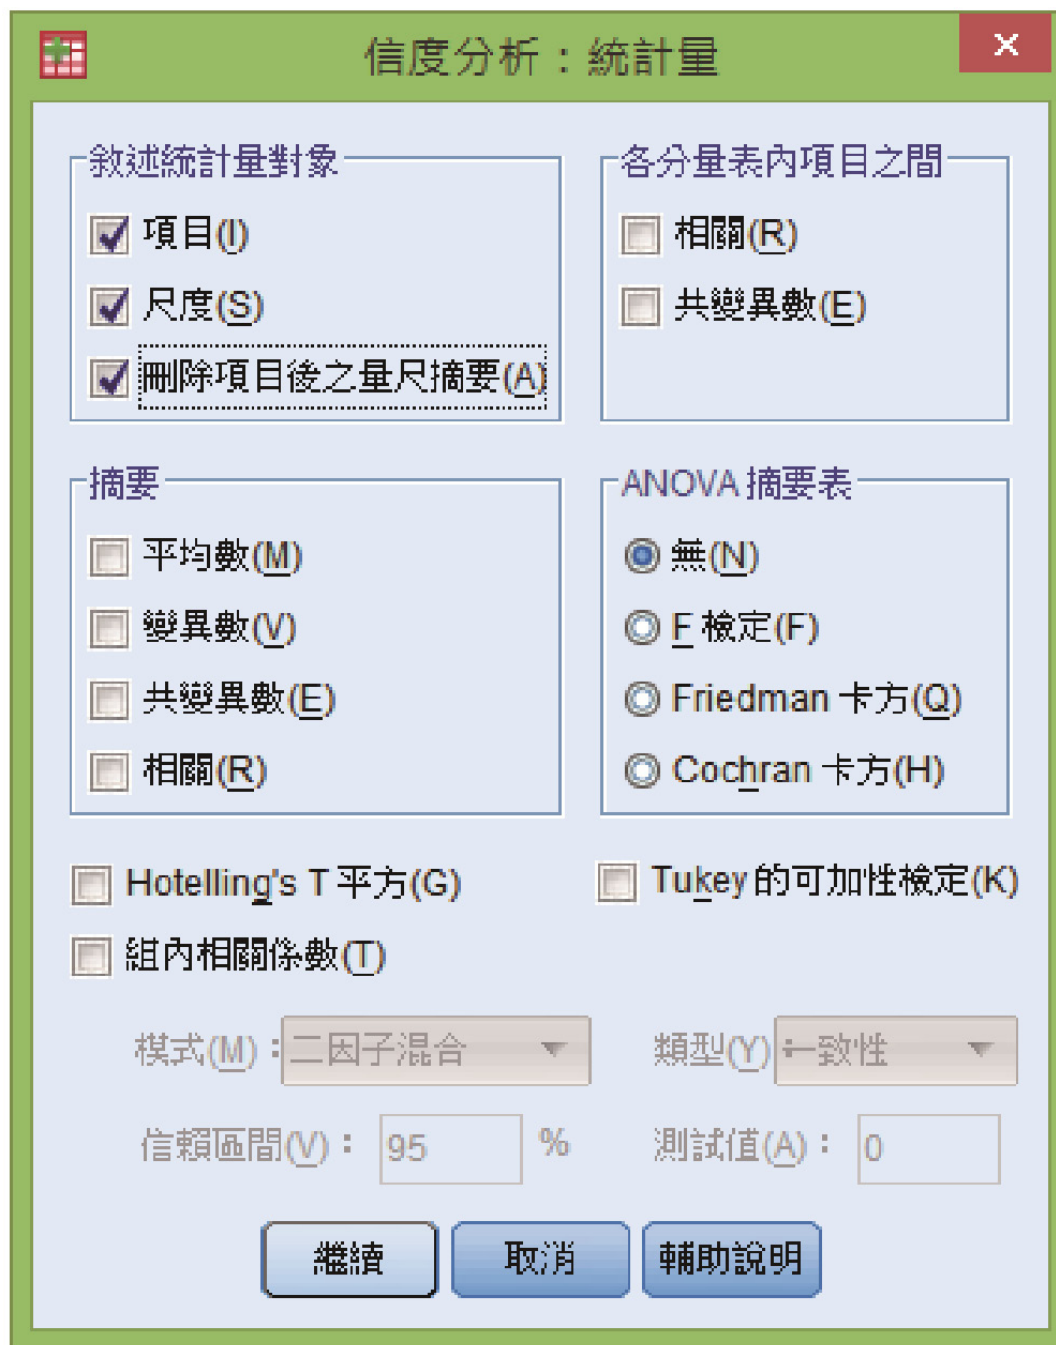 信度分析：統計量
敘述統計量對象
項目(I)
尺度(S)
刪除項目後之量尺摘要(A)
各分量表內項目之間
相關(R)
共變異數(E)
摘要
平均數(M)
變異數(V)
共變異數(E)
相關(R)
ANOVA 摘要表
無(N)
F 檢定(F)
Friedman 卡方(Q)
Cochran 卡方(H)
Hotelling's T 平方(G)
Tukey 的可加性檢定(K)
組內相關係數(T)
模式(M)：二因子混合
類型(Y)：一致性
信賴區間(V)：95 %
測試值(A)：0
繼續 取消 輔助說明